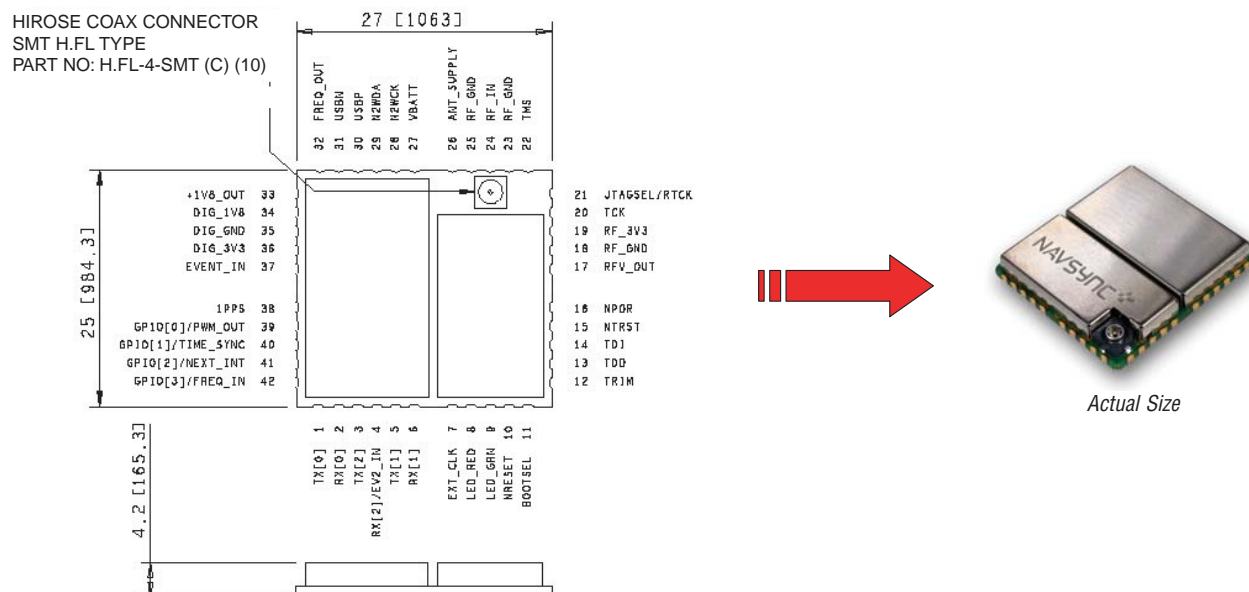 HIROSE COAX CONNECTOR
SMT H.FL TYPE
PART NO: H.FL-4-SMT (C) (10)
27 [1063]
32 FREQ_OUT
31 USBN
30 USBP
29 N2WDA
28 N2WCK
27 VBATT
26 ANT_SUPPLY
25 RF_GND
24 RF_IN
23 RF_GND
22 TMS
+1V8_OUT 33
DIG_1V8 34
DIG_GND 35
DIG_3V3 36
EVENT_IN 37
1PPS 38
GPIO[0]/PWM_OUT 39
GPIO[1]/TIME_SYNC 40
GPIO[2]/NEXT_INT 41
GPIO[3]/FREQ_IN 42
21 JTAGSEL/RTCK
20 TCK
19 RF_3V3
18 RF_GND
17 RFV_OUT
16 NPOR
15 NTRST
14 TDI
13 TDO
12 TRIM
25 [984.3]
TX[0] 1
RX[0] 2
TX[2] 3
RX[2]/EV2_IN 4
TX[1] 5
RX[1] 6
EXT_CLK 7
LED_RED 8
LED_GRN 9
NRESET 10
BOOTSEL 11
4.2 [165.3]
NAVSYNC
Actual Size